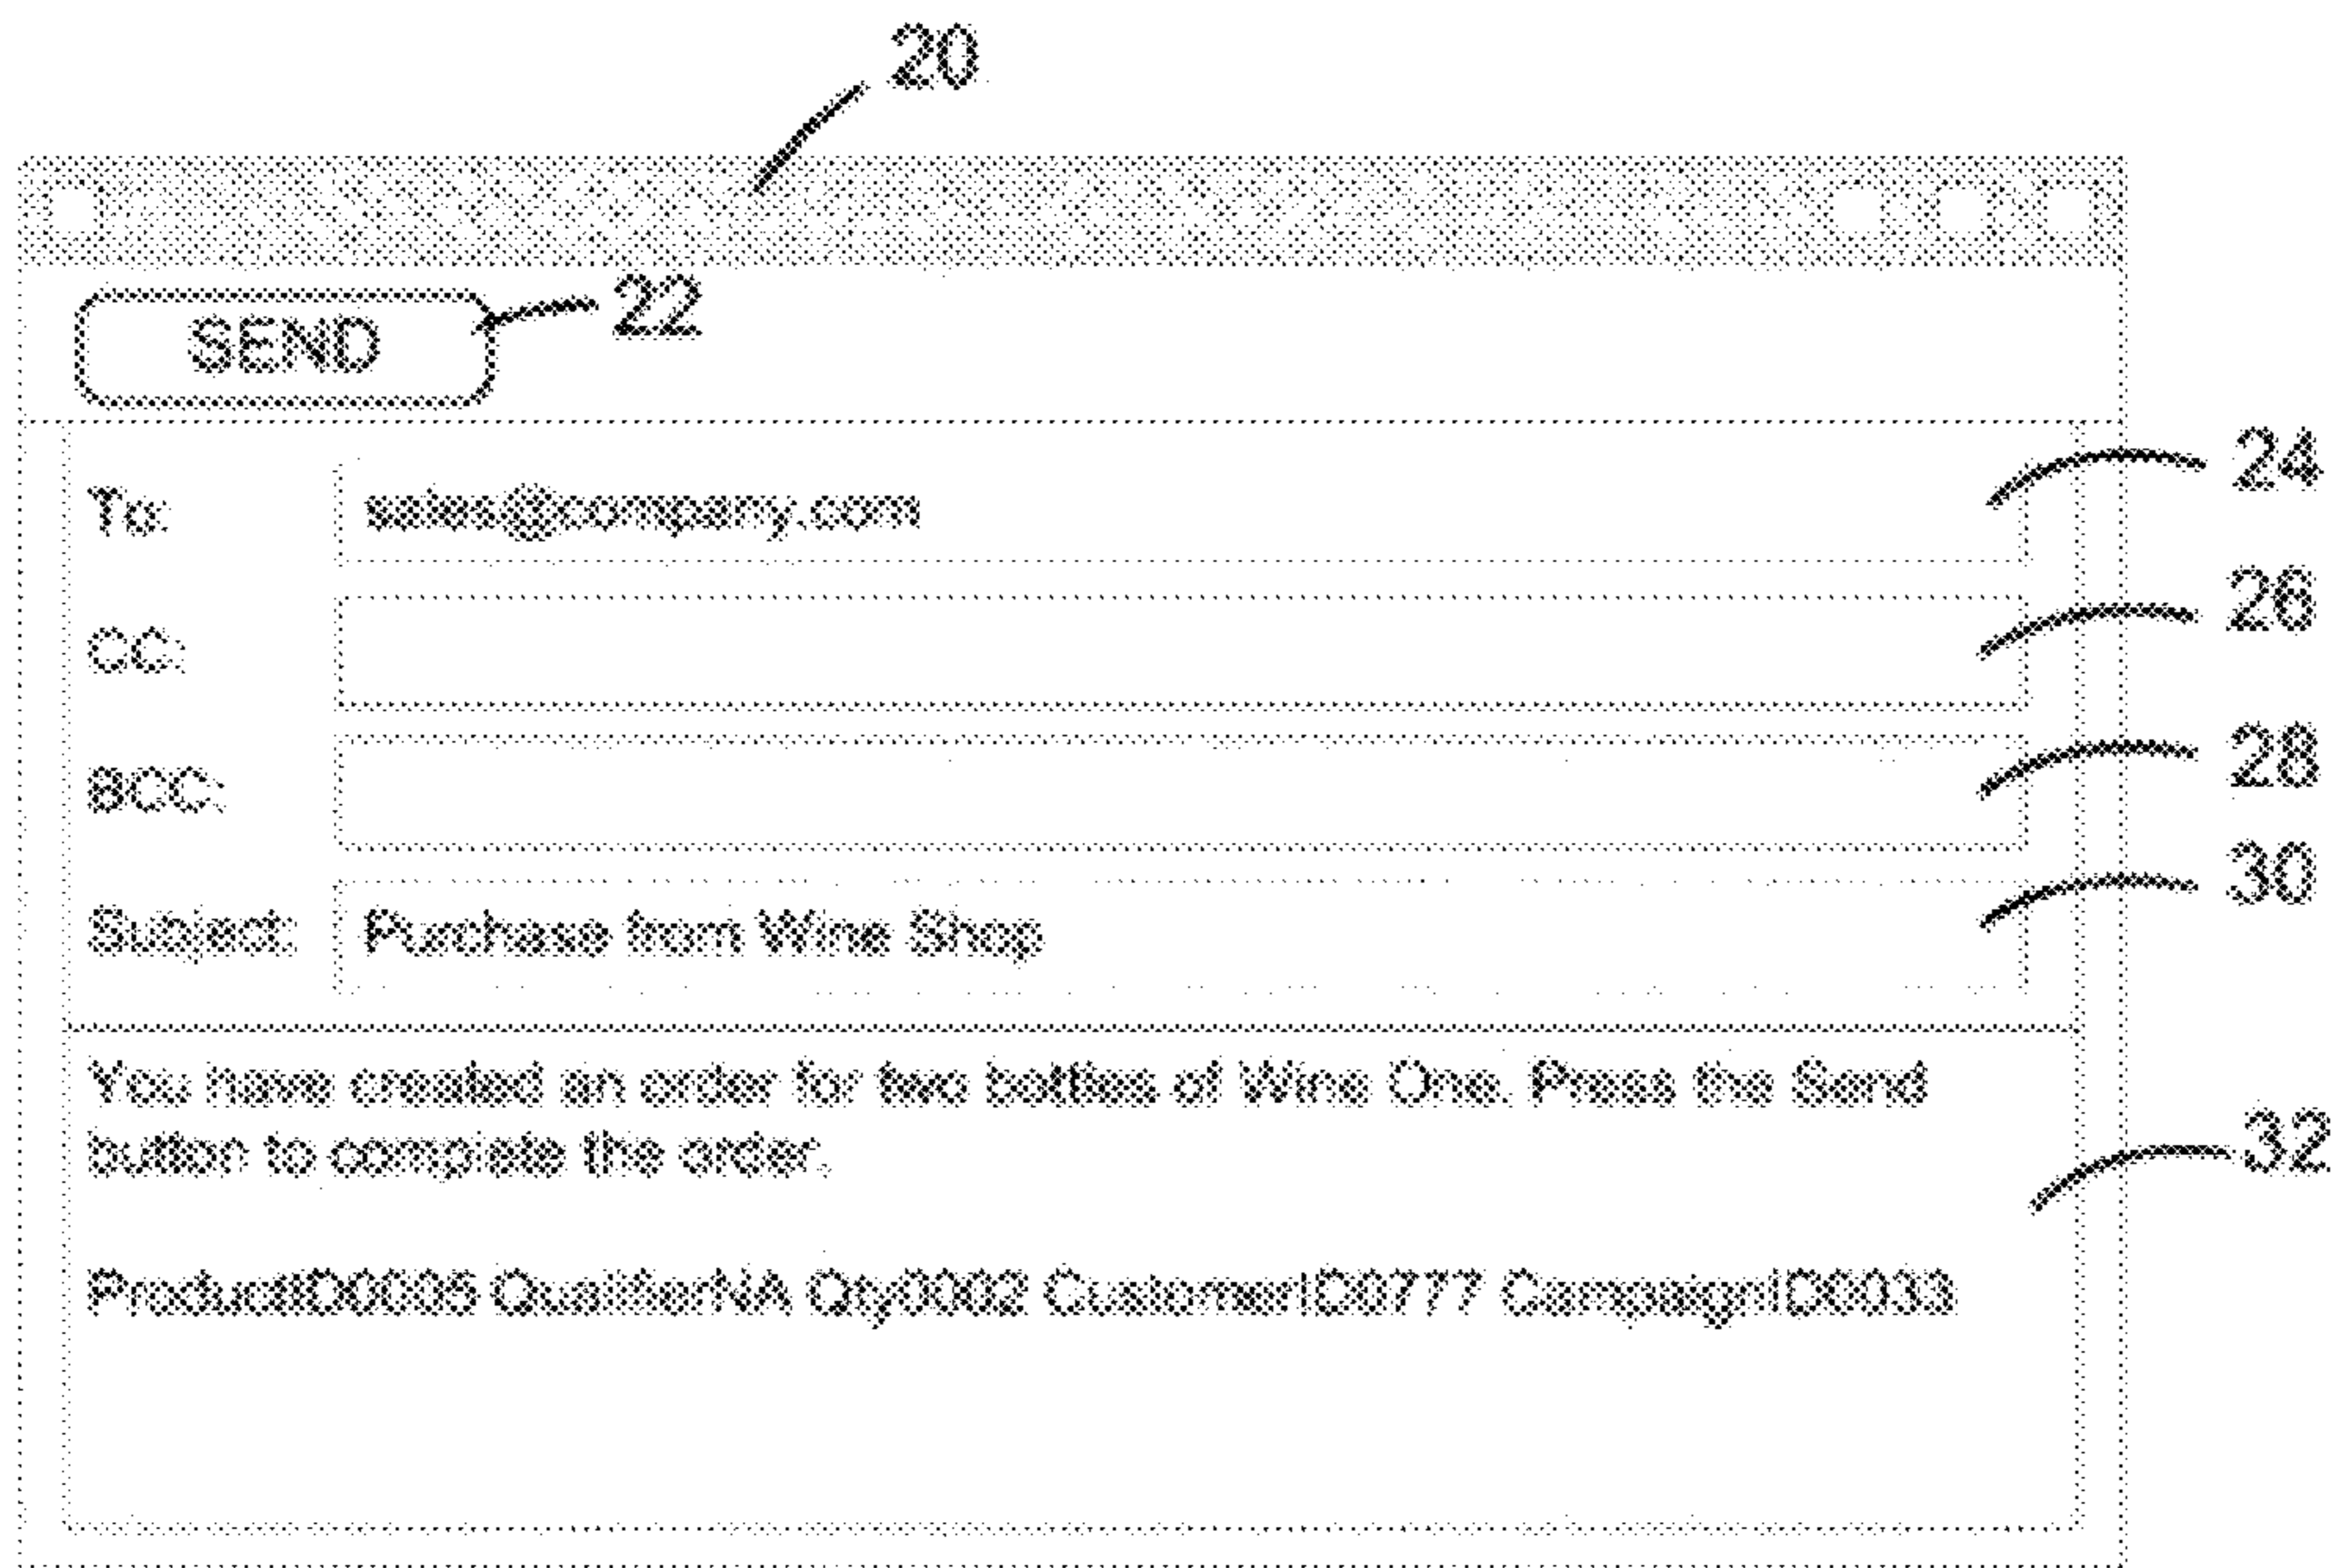 20
SEND 22
To: sales@company.com 24
CC: 26
BCC: 28
Subject: Purchase from Wine Shop 30
You have created an order for two bottles of Wine One. Press the Send
button to complete the order.
32
ProductID0005 QualifierNA Qty0002 CustomerID0777 CampaignID0033